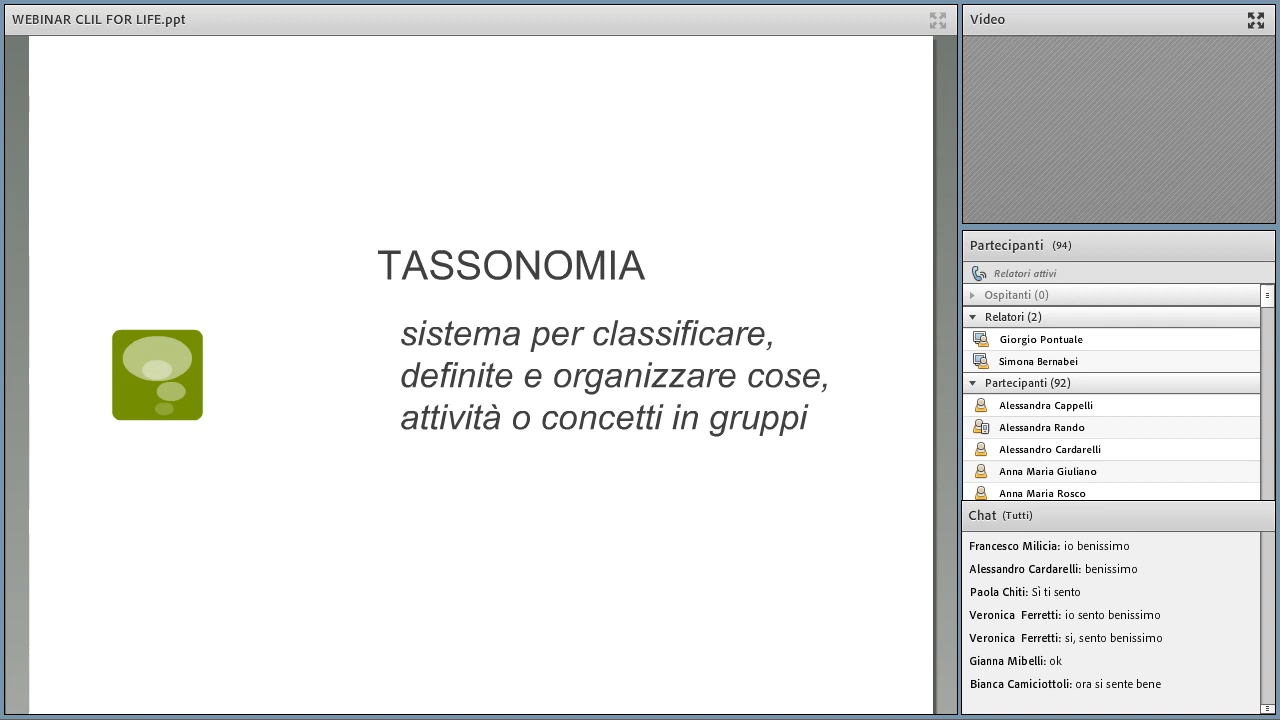 WEBINAR CLIL FOR LIFE.ppt
TASSONOMIA
sistema per classificare,
definite e organizzare cose,
attività o concetti in gruppi
Video
Partecipanti (94)
Relatori attivi
Ospitanti (0)
Relatori (2)
Giorgio Pontuale
Simona Bernabei
Partecipanti (92)
Alessandra Cappelli
Alessandra Rando
Alessandro Cardarelli
Anna Maria Giuliano
Anna Maria Rosco
Chat (Tutti)
Francesco Milicia: io benissimo
Alessandro Cardarelli: benissimo
Paola Chiti: Sì ti sento
Veronica Ferretti: io sento benissimo
Veronica Ferretti: si, sento benissimo
Gianna Mibelli: ok
Bianca Camiciottoli: ora si sente bene